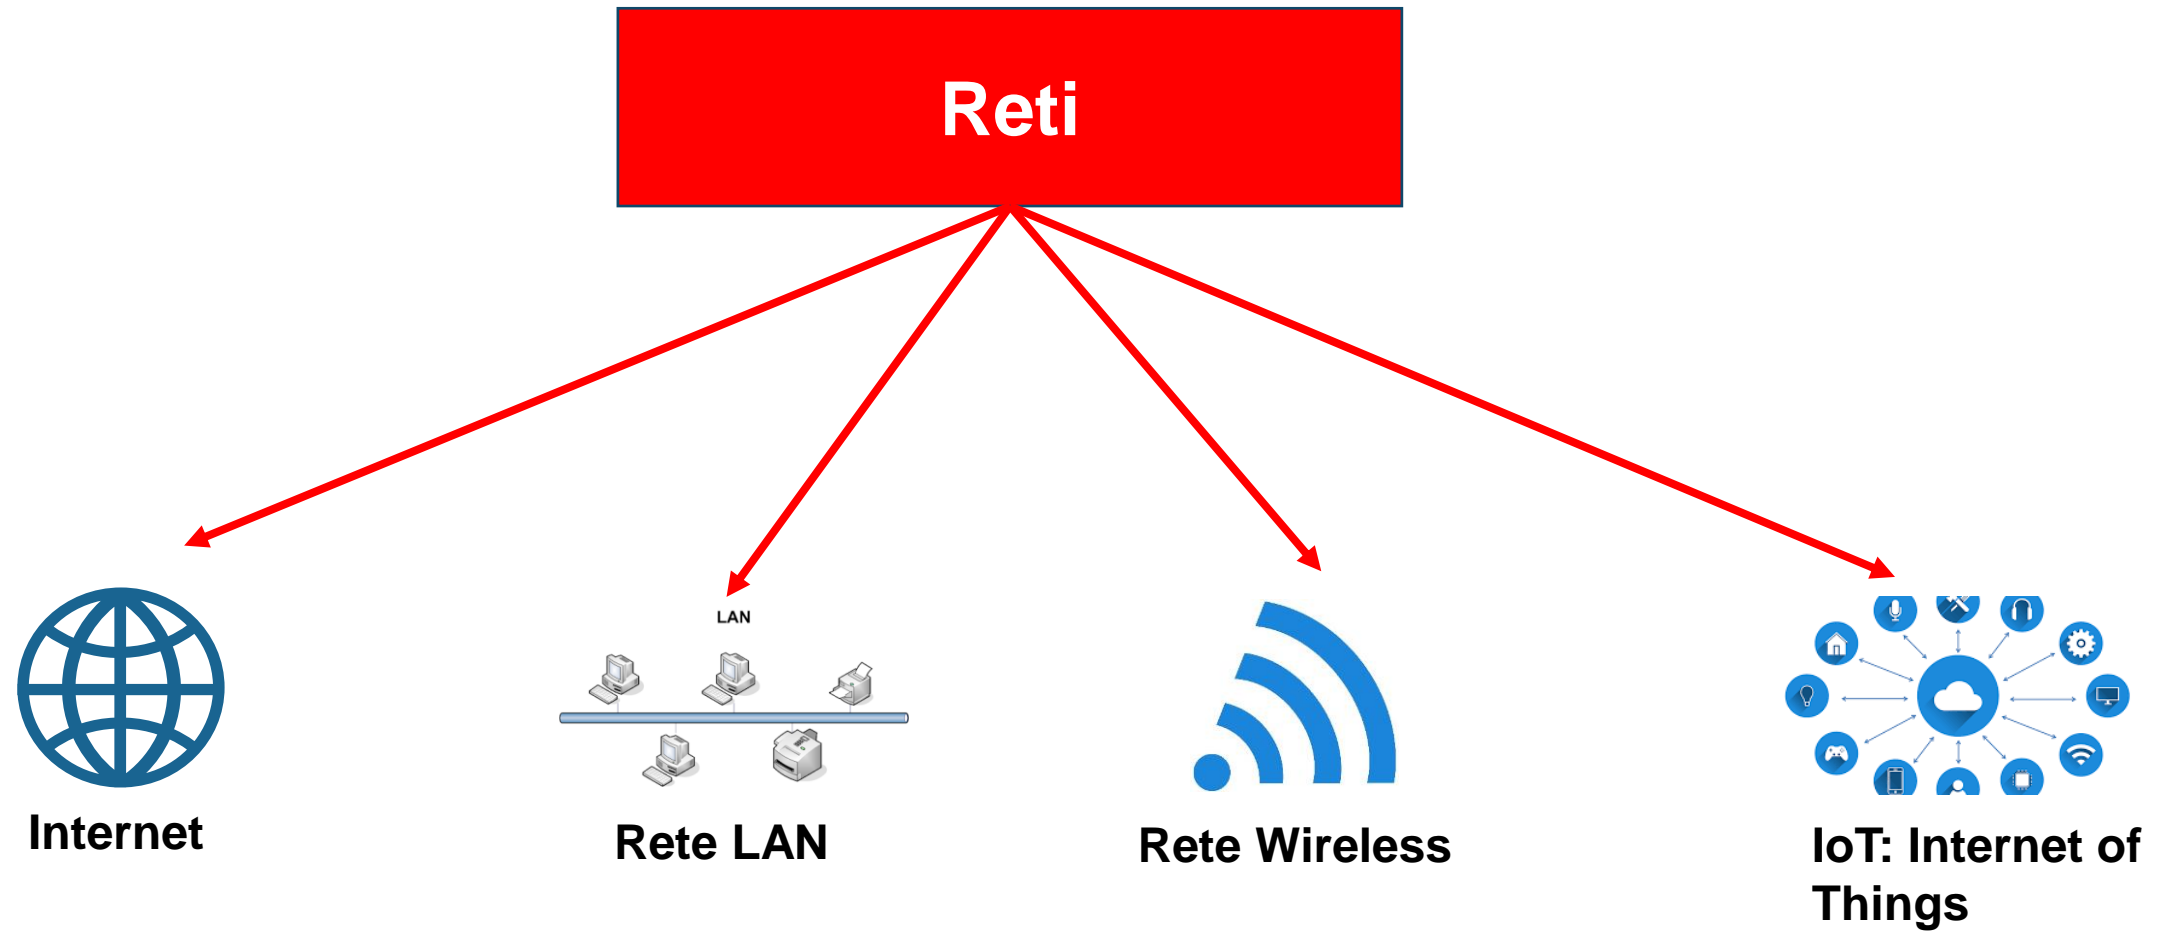 Reti
LAN
Internet
Rete LAN
Rete Wireless
IoT: Internet of
Things